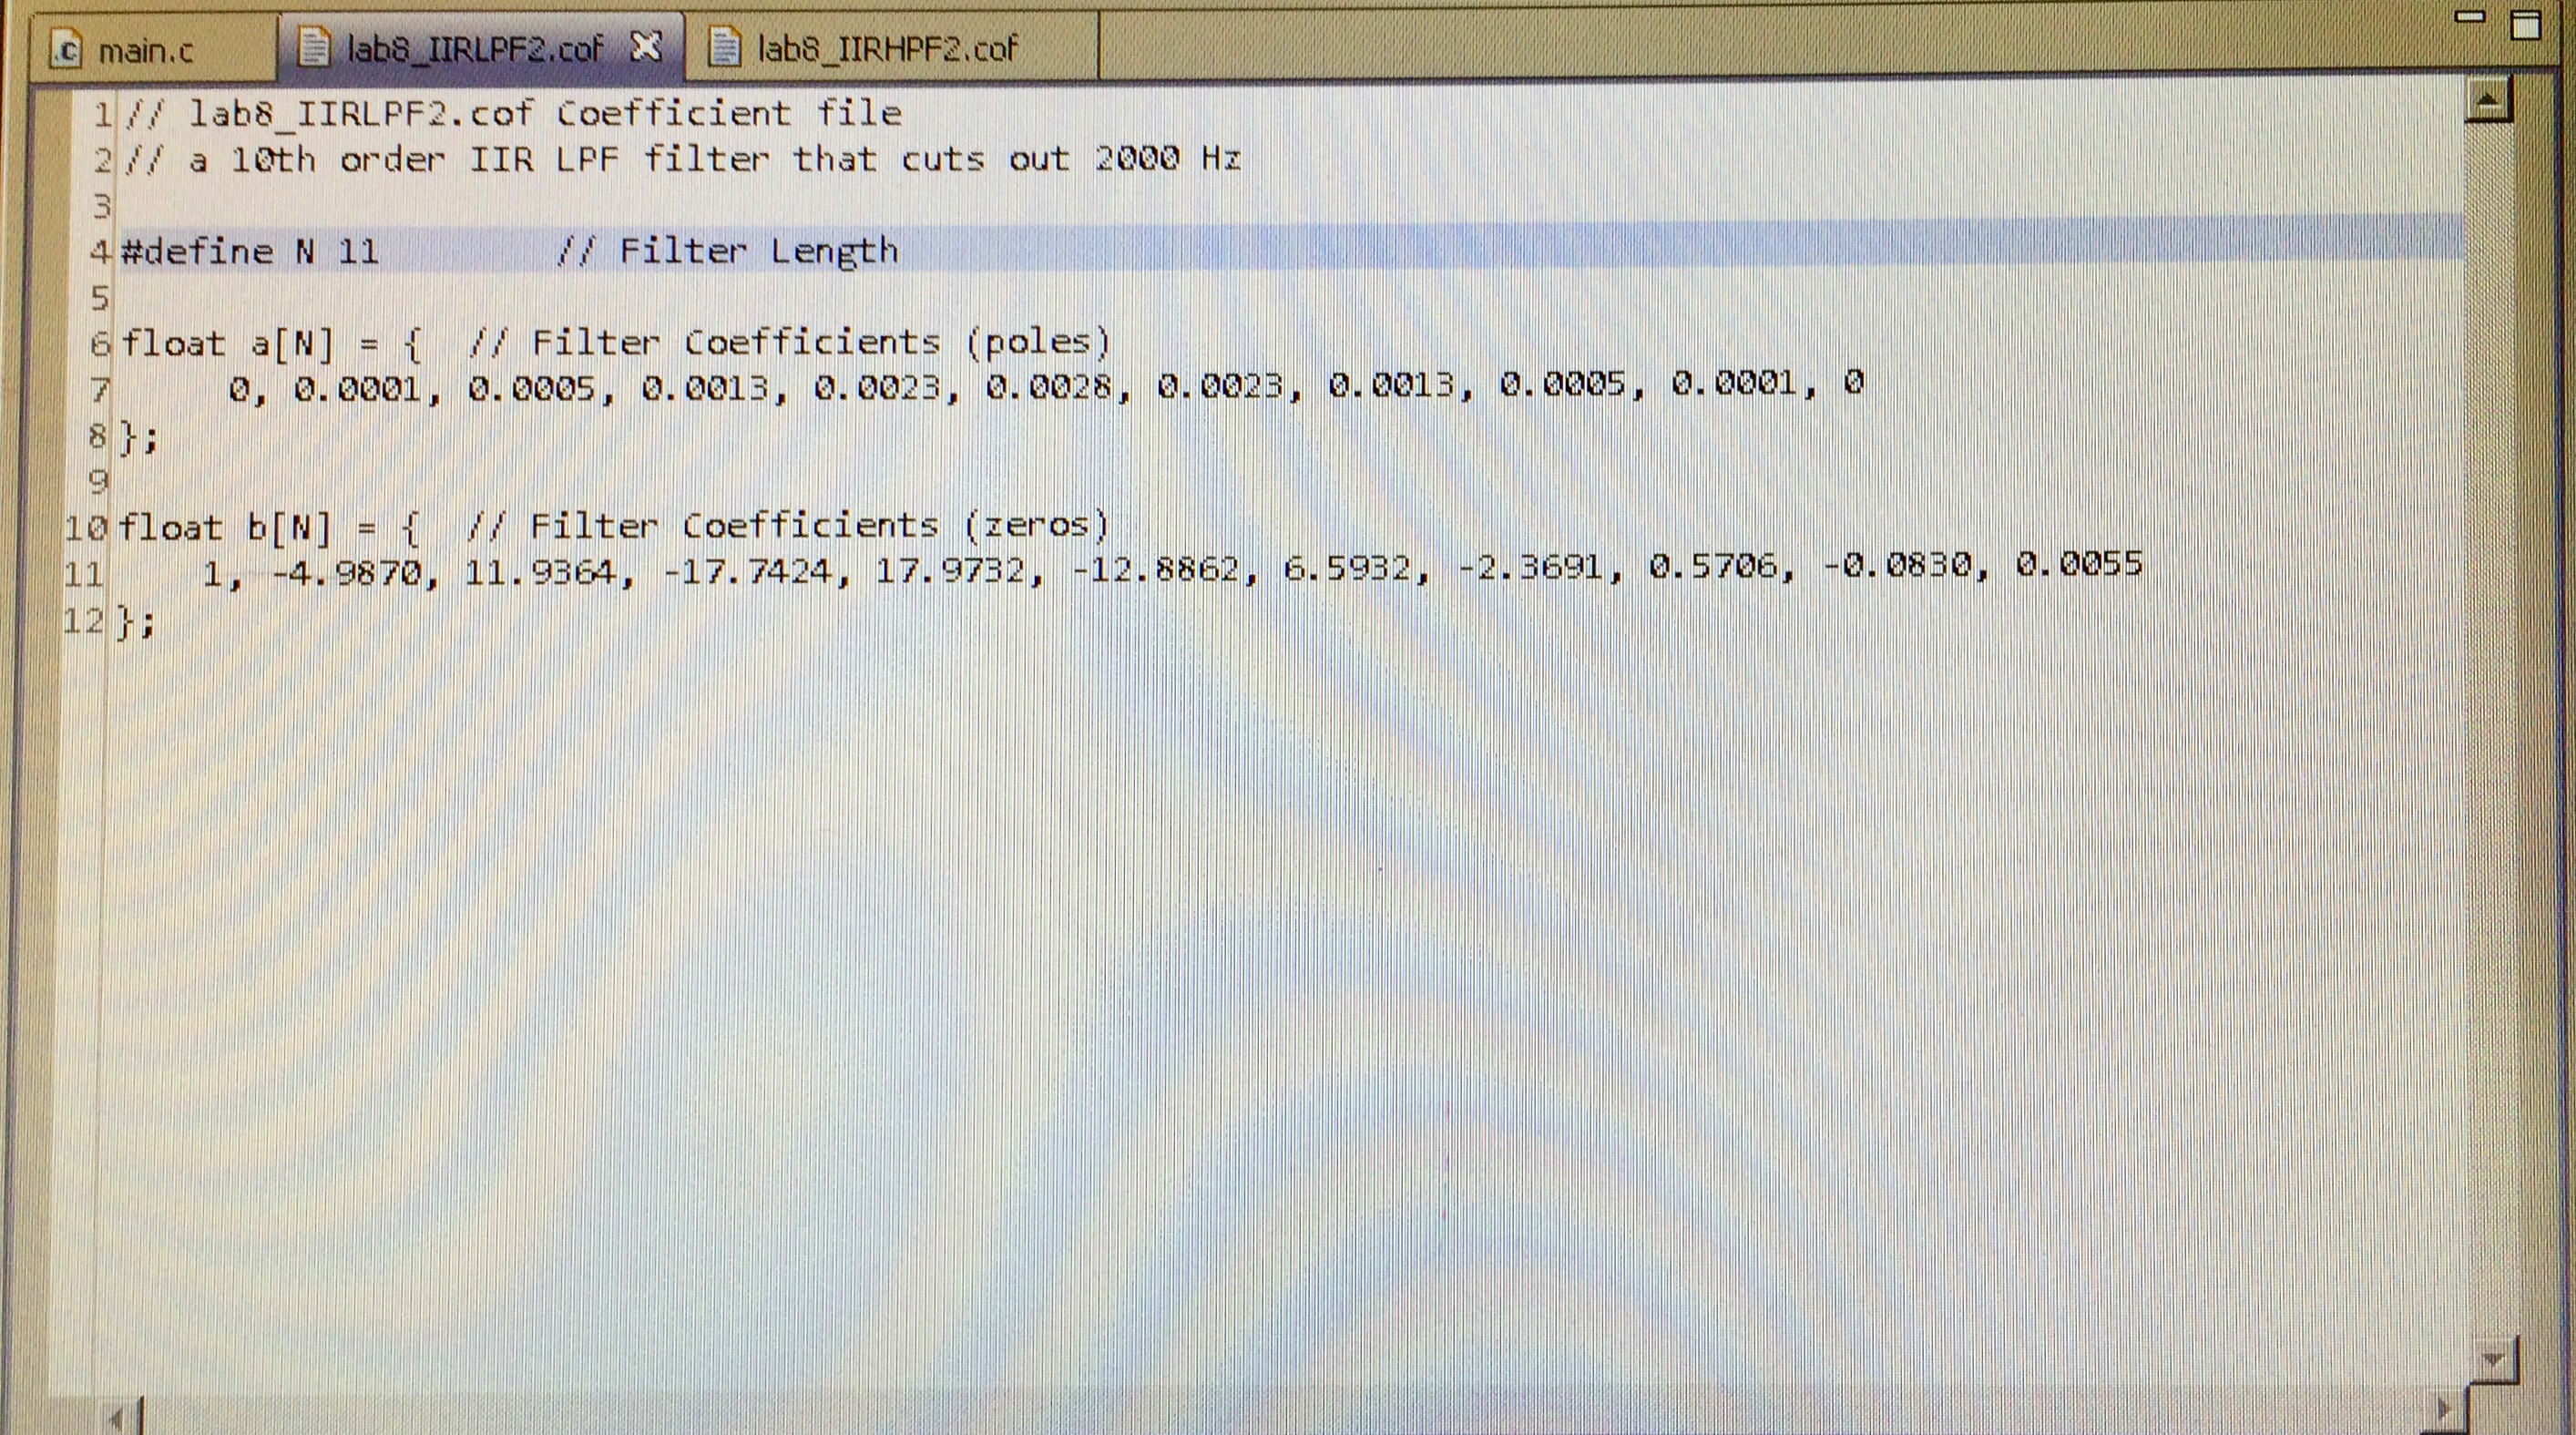 main.c lab8_IIRLPF2.cof lab8_IIRHPF2.cof
1 // lab8_IIRLPF2.cof Coefficient file
2 // a 10th order IIR LPF filter that cuts out 2000 Hz
3
4 #define N 11 // Filter Length
5
6 float a[N] = { // Filter Coefficients (poles)
7 0, 0.0001, 0.0005, 0.0013, 0.0023, 0.0028, 0.0023, 0.0013, 0.0005, 0.0001, 0
8 };
9
10 float b[N] = { // Filter Coefficients (zeros)
11 1, -4.9870, 11.9364, -17.7424, 17.9732, -12.8862, 6.5932, -2.3691, 0.5706, -0.0830, 0.0055
12 };